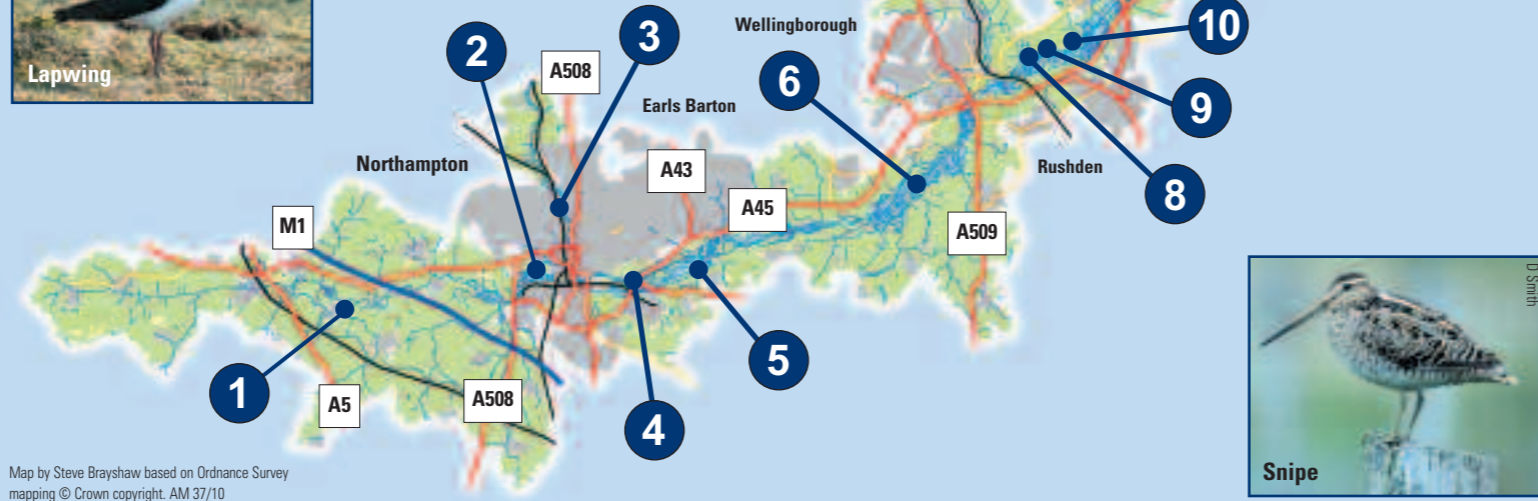 Lapwing
2
3
A508
Wellingborough
10
6
Earls Barton
9
Northampton
A43
Rushden
8
A45
M1
A509
D Smith
1
A5
A508
4
5
Map by Steve Brayshaw based on Ordnance Survey
mapping © Crown copyright. AM 37/10
Snipe